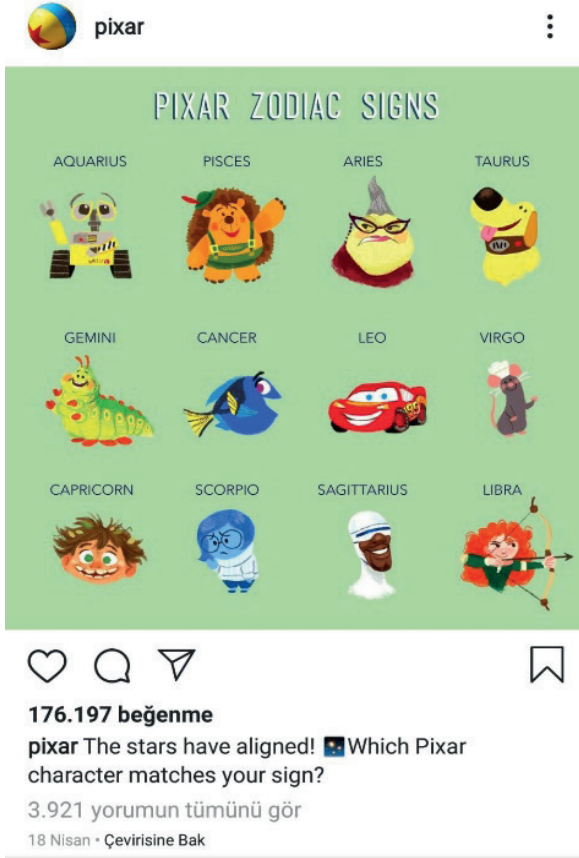 pixar
PIXAR ZODIAC SIGNS
AQUARIUS PISCES ARIES TAURUS
GEMINI CANCER LEO VIRGO
CAPRICORN SCORPIO SAGITTARIUS LIBRA
176.197 beğenme
pixar The stars have aligned! 🌠Which Pixar
character matches your sign?
3.921 yorumun tümünü gör
18 Nisan • Çevirisine Bak